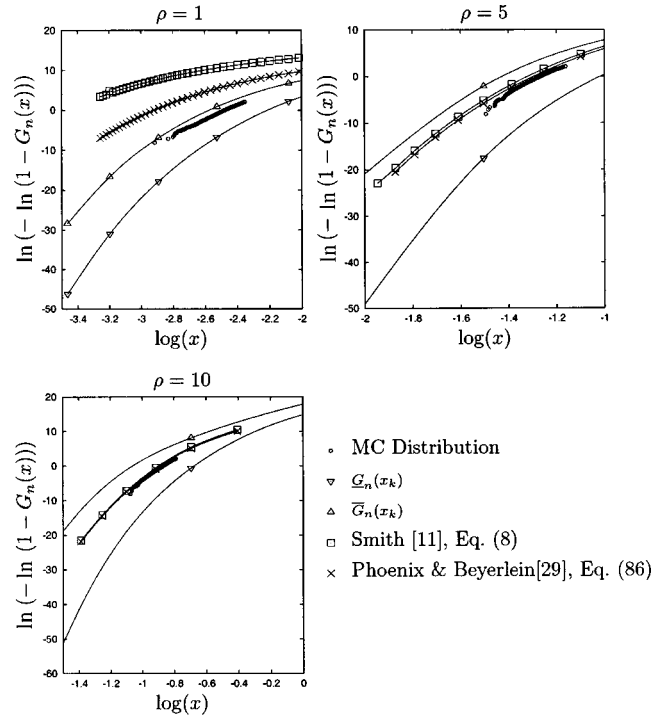 ρ = 1
ln (− ln (1 − G_n(x)))
20
10
0
-10
-20
-30
-40
-50
-3.4 -3.2 -3 -2.8 -2.6 -2.4 -2.2 -2
log(x)
ρ = 5
ln (− ln (1 − G_n(x)))
10
0
-10
-20
-30
-40
-50
-2 -1.8 -1.6 -1.4 -1.2 -1
log(x)
ρ = 10
ln (− ln (1 − G_n(x)))
20
10
0
-10
-20
-30
-40
-50
-60
-1.4 -1.2 -1 -0.8 -0.6 -0.4 -0.2 0
log(x)
MC Distribution
G̲_n(x_k)
G̅_n(x_k)
Smith [11], Eq. (8)
Phoenix & Beyerlein[29], Eq. (86)